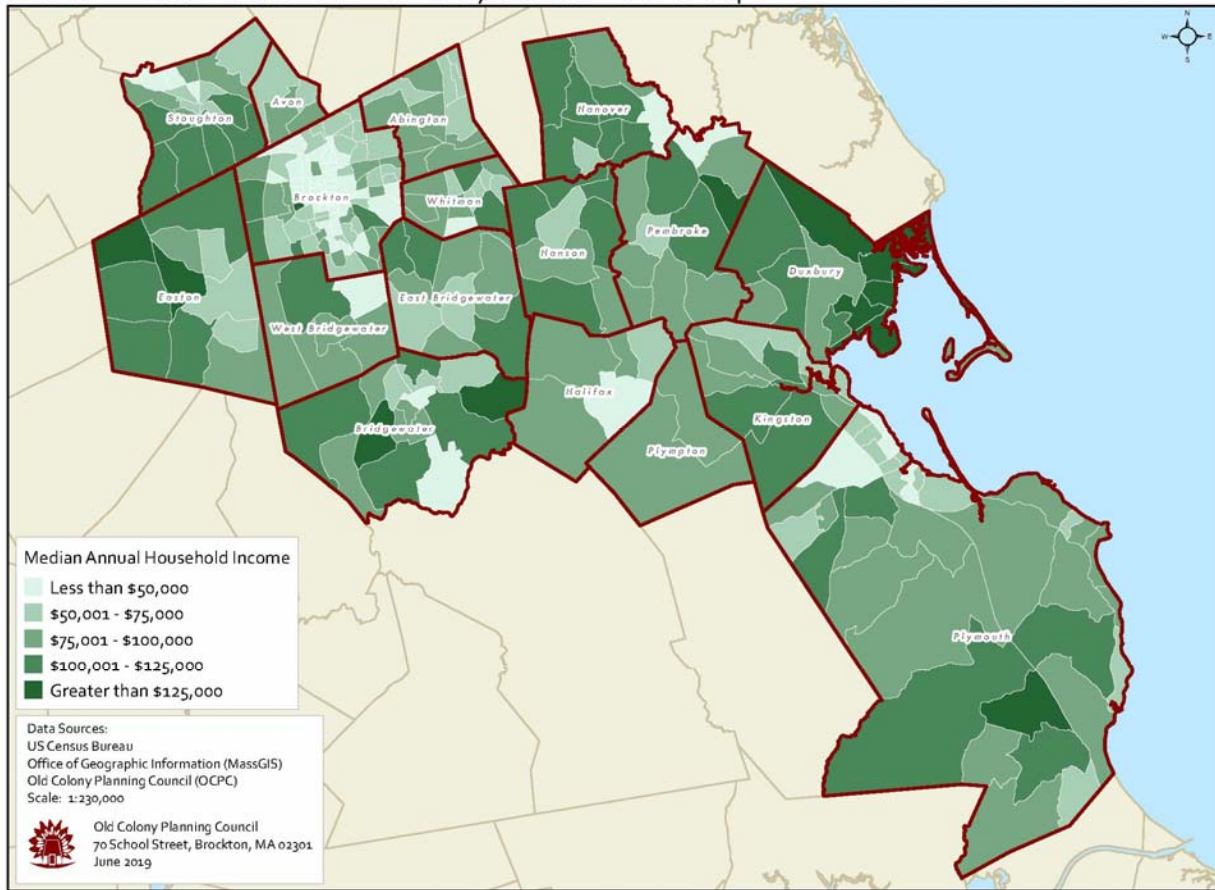 N
W E
S
Stoughton
Avon
Abington
Hanover
Brockton
Whitman
Pembroke
Hanson
Duxbury
Easton
East Bridgewater
West Bridgewater
Halifax
Kingston
Bridgewater
Plympton
Plymouth
Median Annual Household Income
Less than $50,000
$50,001 - $75,000
$75,001 - $100,000
$100,001 - $125,000
Greater than $125,000
Data Sources:
US Census Bureau
Office of Geographic Information (MassGIS)
Old Colony Planning Council (OCPC)
Scale: 1:230,000
Old Colony Planning Council
70 School Street, Brockton, MA 02301
June 2019